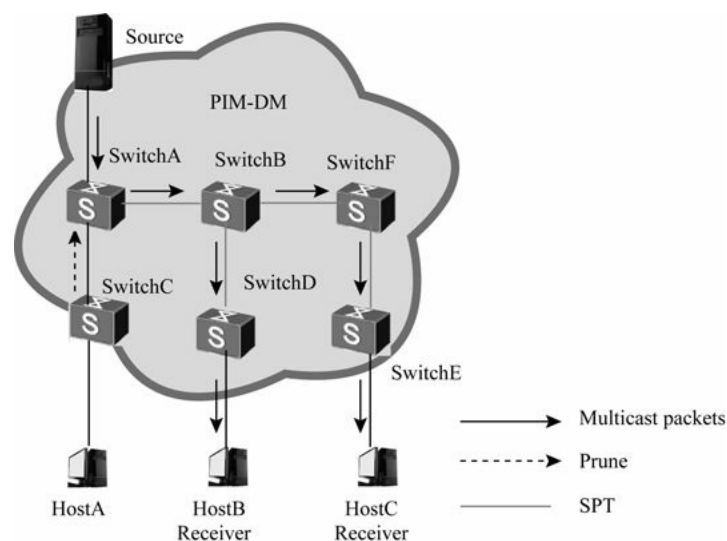 Source
PIM-DM
SwitchA
SwitchB
SwitchF
S
S
S
SwitchC
SwitchD
S
S
S
SwitchE
Multicast packets
Prune
SPT
HostA
HostB
Receiver
HostC
Receiver